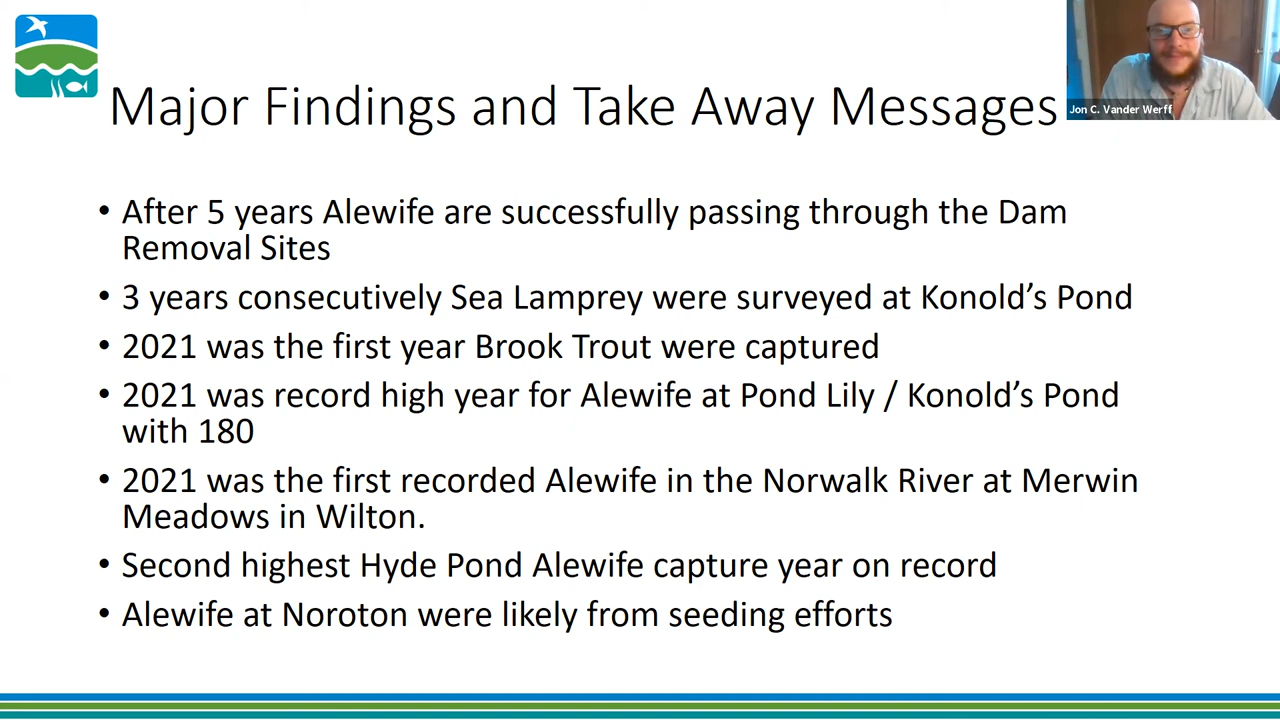 Major Findings and Take Away Messages
Jon C. Vander Werff
• After 5 years Alewife are successfully passing through the Dam
Removal Sites
• 3 years consecutively Sea Lamprey were surveyed at Konold’s Pond
• 2021 was the first year Brook Trout were captured
• 2021 was record high year for Alewife at Pond Lily / Konold’s Pond
with 180
• 2021 was the first recorded Alewife in the Norwalk River at Merwin
Meadows in Wilton.
• Second highest Hyde Pond Alewife capture year on record
• Alewife at Noroton were likely from seeding efforts